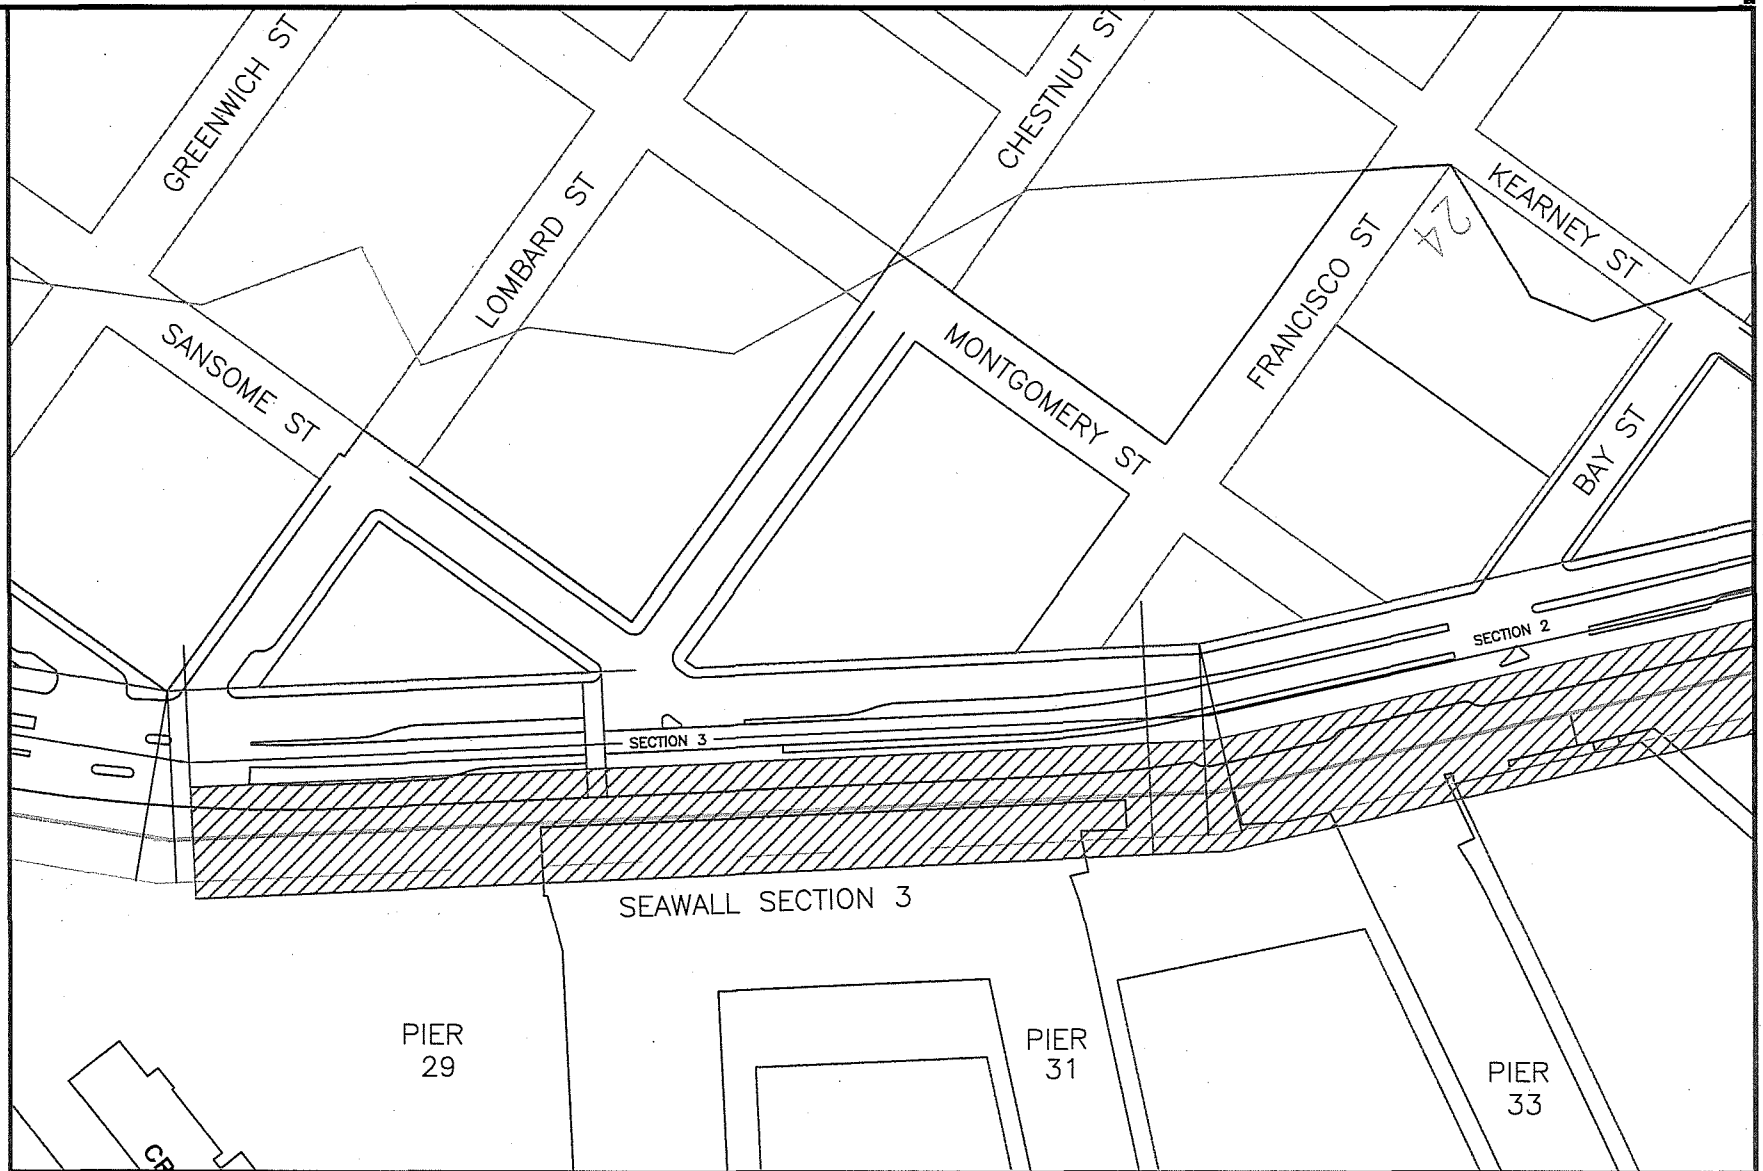 GREENWICH ST
CHESTNUT ST
LOMBARD ST
KEARNEY ST
24
FRANCISCO ST
SANSOME ST
MONTGOMERY ST
BAY ST
SECTION 2
SECTION 3
SEAWALL SECTION 3
PIER
29
PIER
31
PIER
33